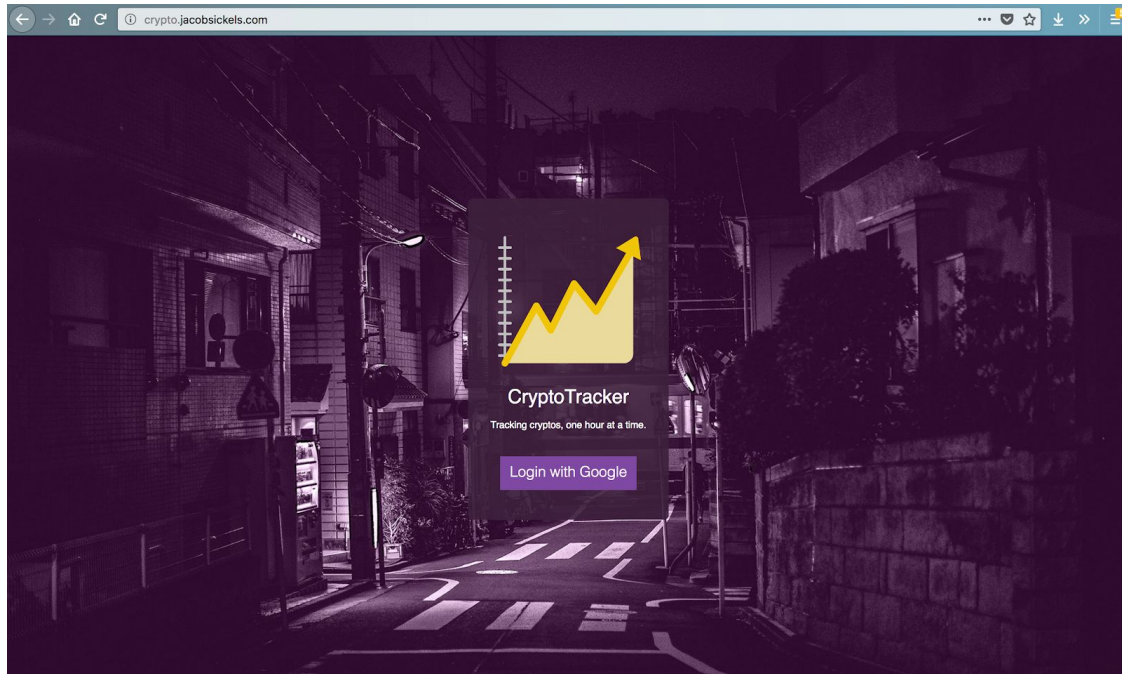 crypto.jacobsickels.com
CryptoTracker
Tracking cryptos, one hour at a time.
Login with Google